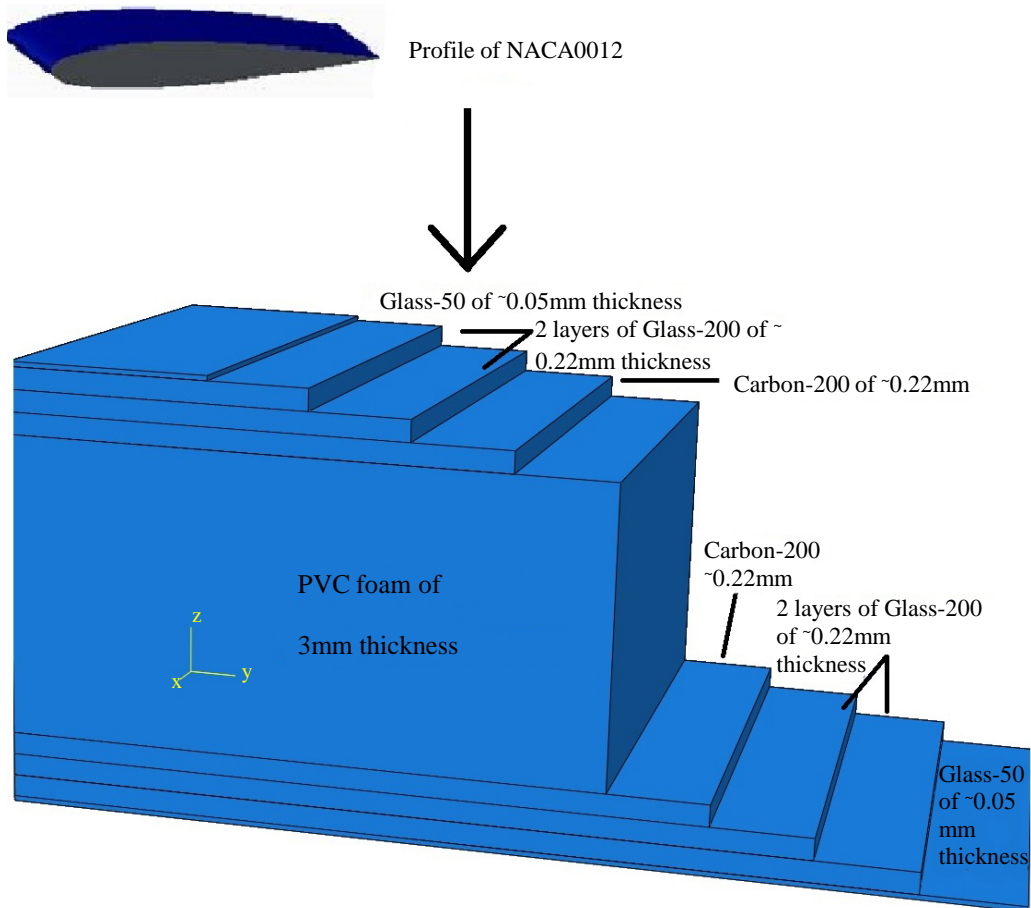 Profile of NACA0012
Glass-50 of ~0.05mm thickness
2 layers of Glass-200 of ~
0.22mm thickness
Carbon-200 of ~0.22mm
PVC foam of
3mm thickness
z
y
x
Carbon-200
~0.22mm
2 layers of Glass-200
of ~0.22mm
thickness
Glass-50
of ~0.05
mm
thickness